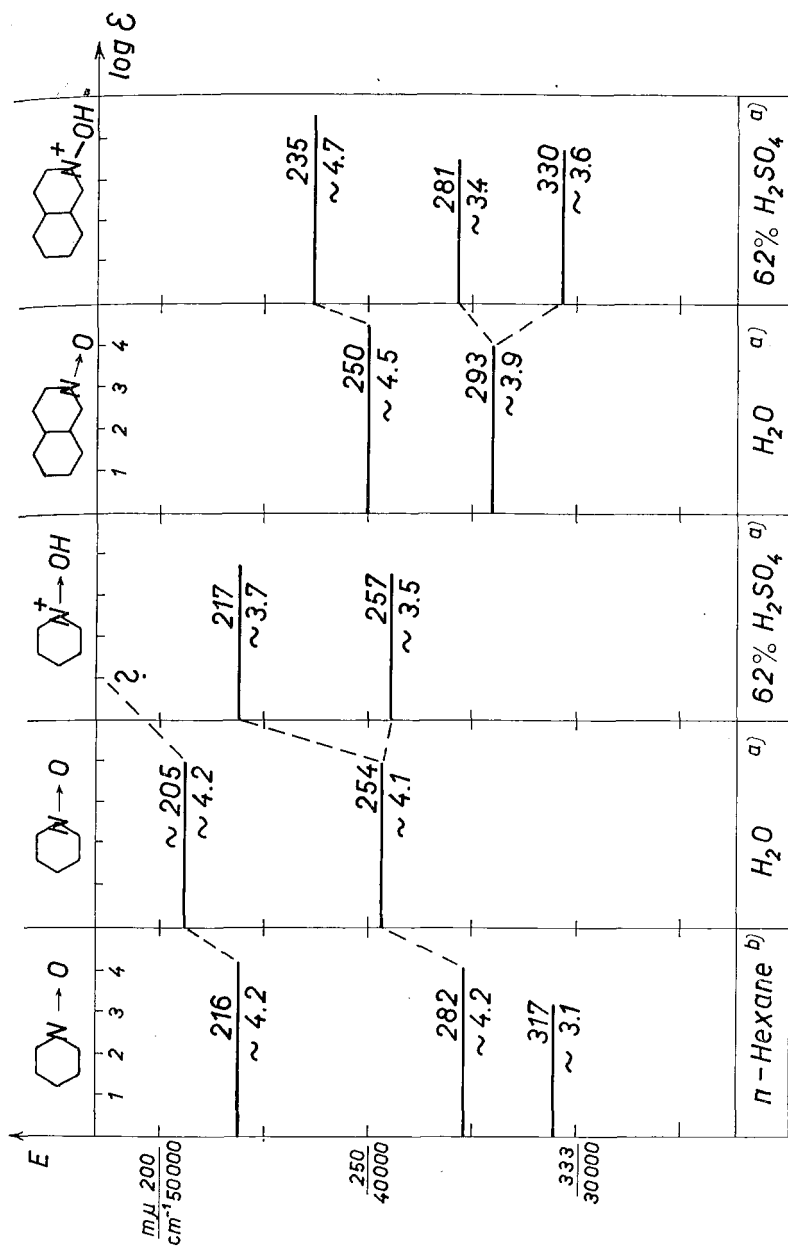 E
log ε
N → O
N → O
N⁺ → OH
N → O
N⁺ – OH
1 2 3 4
1 2 3 4
mμ 200
cm⁻¹ 50000
250
40000
333
30000
216
~ 4.2
282
~ 4.2
317
~ 3.1
~ 205
~ 4.2
254
~ 4.1
?
217
~ 3.7
257
~ 3.5
250
~ 4.5
293
~ 3.9
235
~ 4.7
281
~ 3.4
330
~ 3.6
n-Hexane b)
H₂O a)
62% H₂SO₄ a)
H₂O a)
62% H₂SO₄ a)